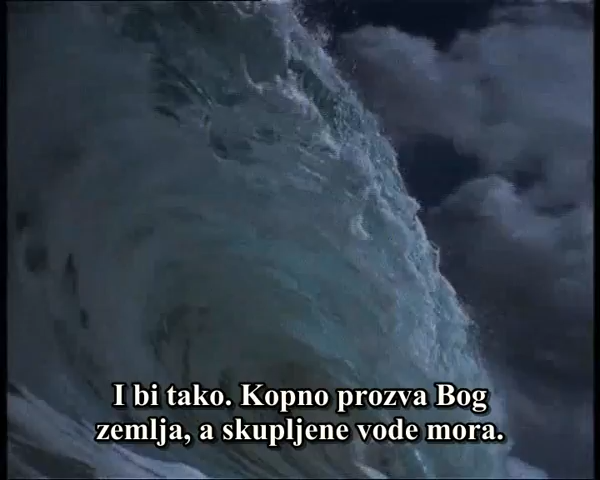 I bi tako. Kopno prozva Bog
zemlja, a skupljene vode mora.